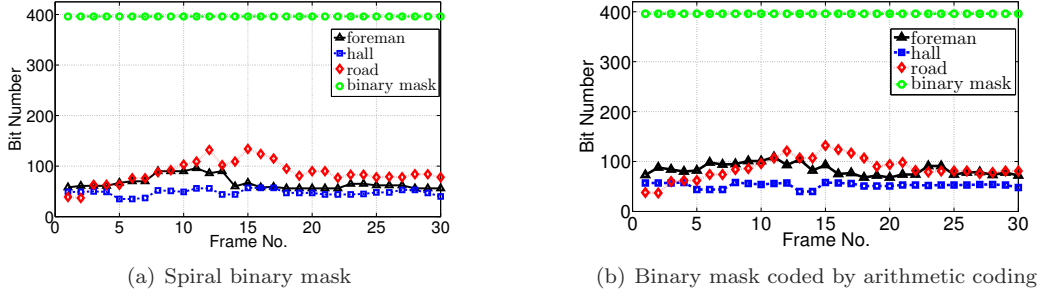 400
300
200
100
0
Bit Number
foreman
hall
road
binary mask
0 5 10 15 20 25 30
Frame No.
(a) Spiral binary mask
400
300
200
100
0
Bit Number
foreman
hall
road
binary mask
0 5 10 15 20 25 30
Frame No.
(b) Binary mask coded by arithmetic coding